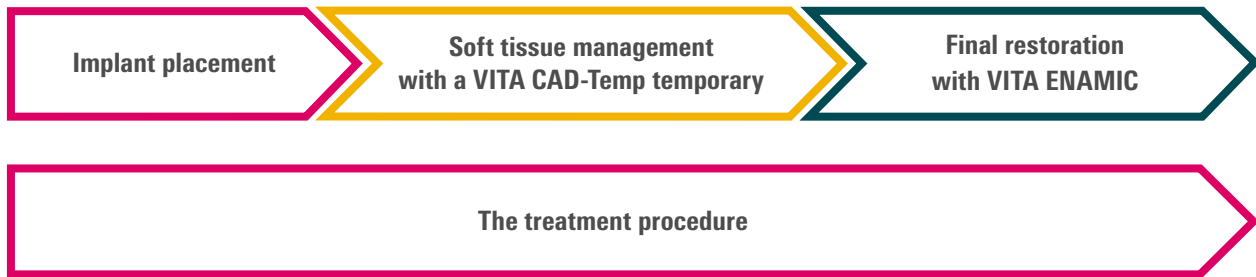 Implant placement
Soft tissue management
with a VITA CAD-Temp temporary
Final restoration
with VITA ENAMIC
The treatment procedure